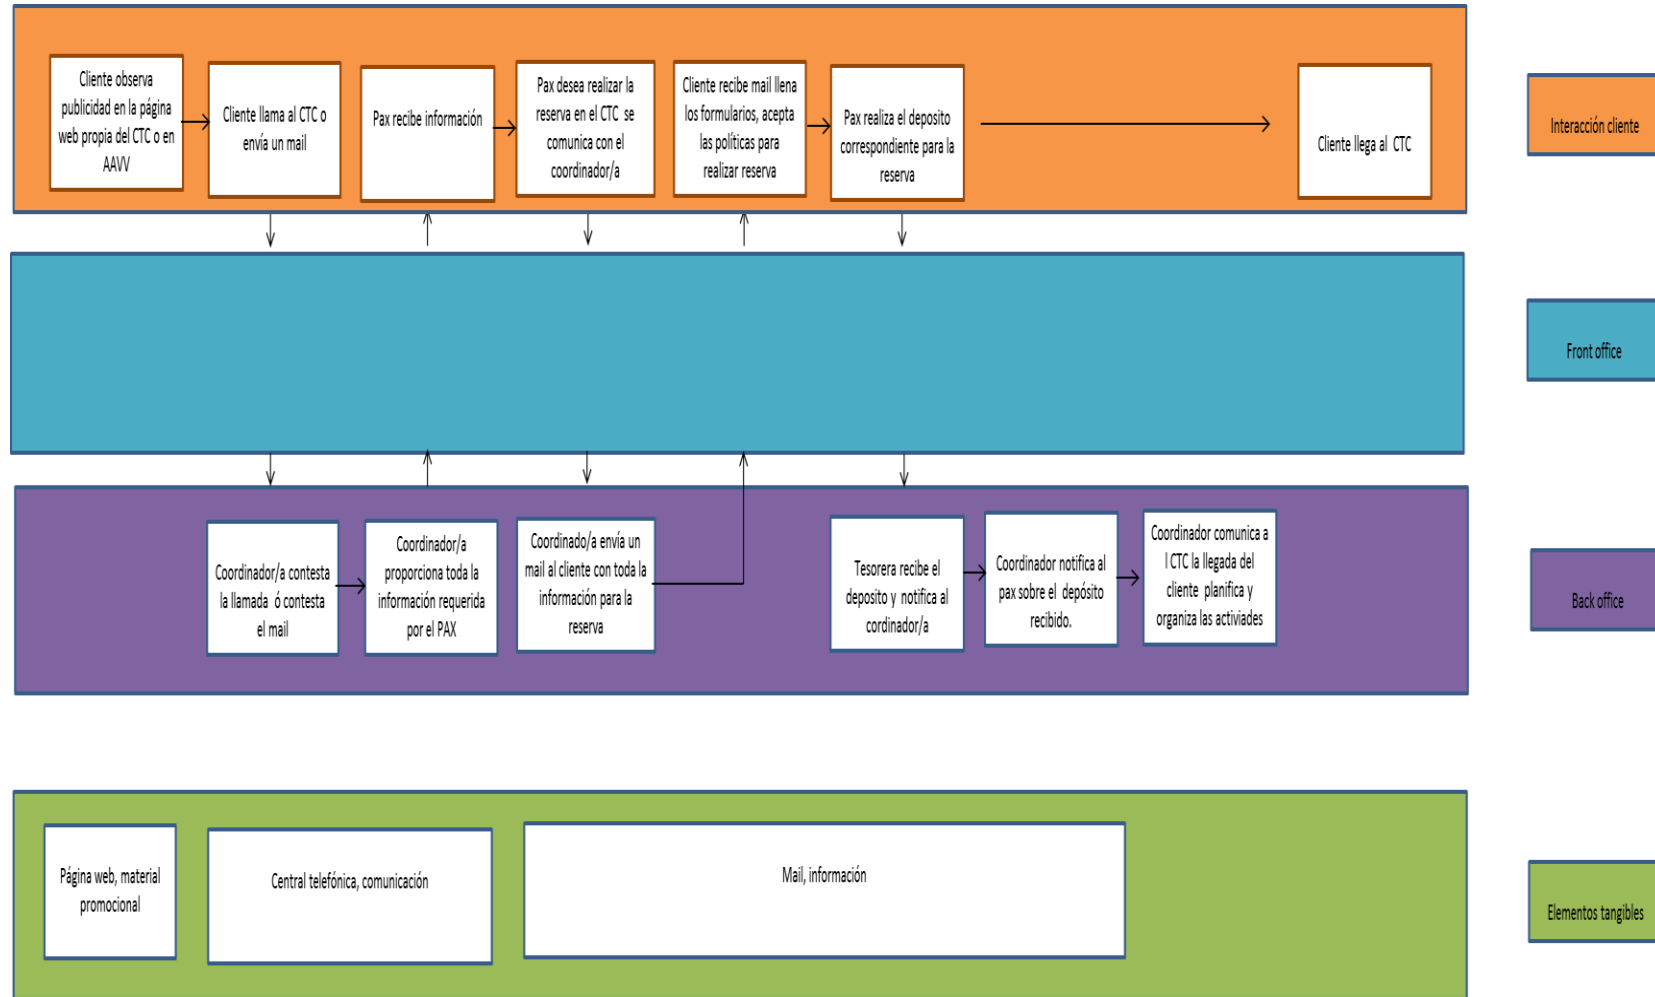 Cliente observa
publicidad en la página
web propia del CTC o en
AAVV
Cliente llama al CTC o
envía un mail
Pax recibe información
Pax desea realizar la
reserva en el CTC se
comunica con el
coordinador/a
Cliente recibe mail llena
los formularios, acepta
las políticas para
realizar reserva
Pax realiza el deposito
correspondiente para la
reserva
Cliente llega al CTC
Interacción cliente
Front office
Coordinador/a contesta
la llamada ó contesta
el mail
Coordinador/a
proporciona toda la
información requerida
por el PAX
Coordinado/a envía un
mail al cliente con toda la
información para la
reserva
Tesorera recibe el
deposito y notifica al
cordinador/a
Coordinador notifica al
pax sobre el depósito
recibido.
Coordinador comunica a
l CTC la llegada del
cliente planifica y
organiza las activiades
Back office
Página web, material
promocional
Central telefónica, comunicación
Mail, información
Elementos tangibles